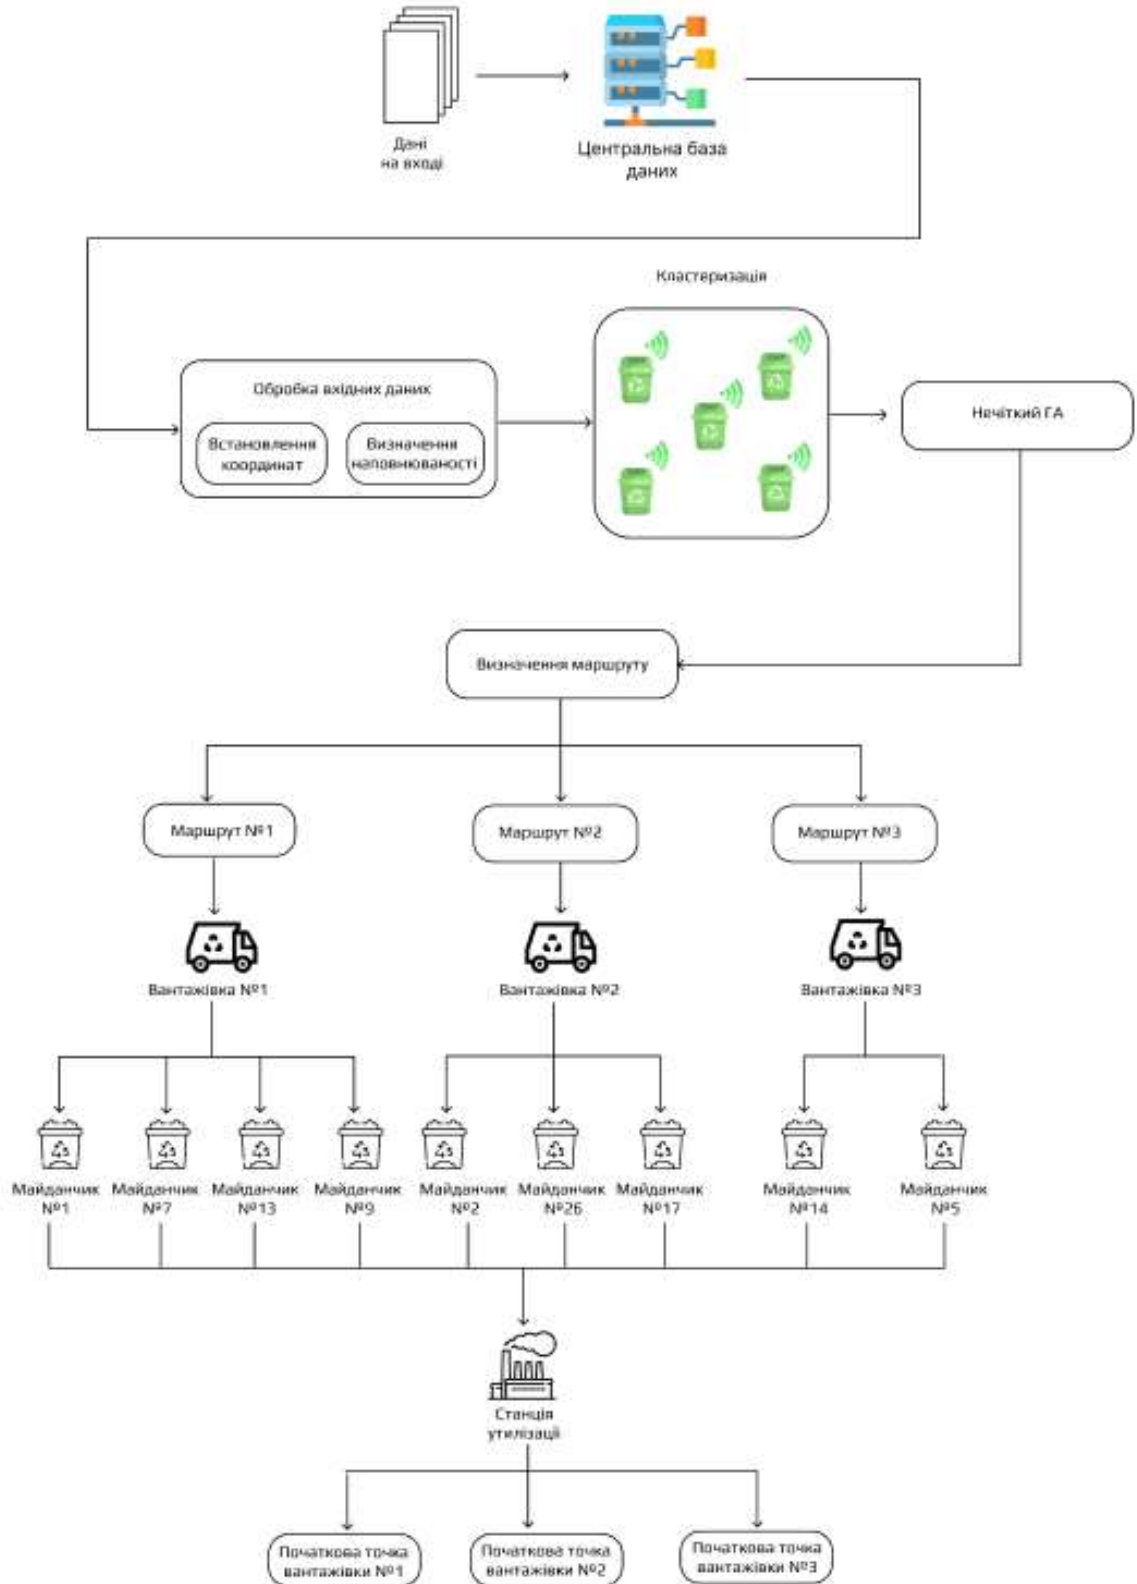 Дані
на вході
Центральна база
даних
Кластеризація
Обробка вхідних даних
Встановлення
координат
Визначення
наповнюваності
Нечіткий ГА
Визначення маршруту
Маршрут №1
Маршрут №2
Маршрут №3
Вантажівка №1
Вантажівка №2
Вантажівка №3
Майданчик
№1
Майданчик
№7
Майданчик
№13
Майданчик
№9
Майданчик
№2
Майданчик
№26
Майданчик
№17
Майданчик
№14
Майданчик
№5
Станція
утилізації
Початкова точка
вантажівки №1
Початкова точка
вантажівки №2
Початкова точка
вантажівки №3